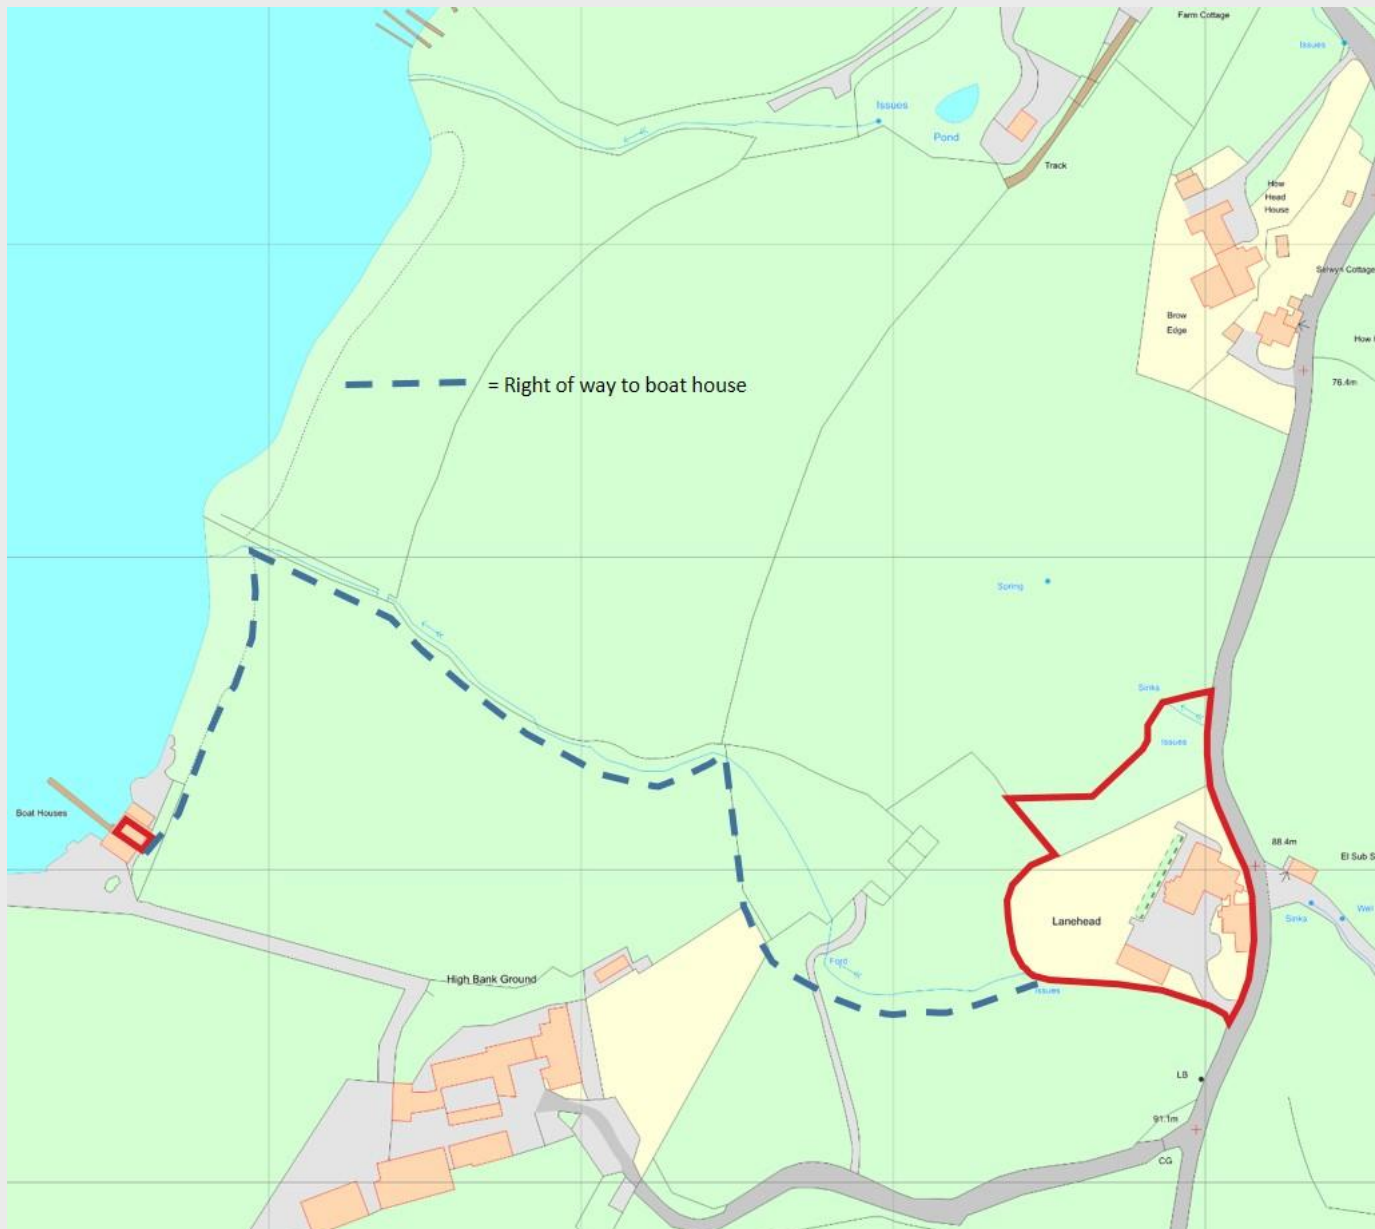 Farm Cottage
Issues
Issues
Pond
Track
How
Head
House
Selwyn Cottage
Brow
Edge
How
76.4m
= Right of way to boat house
Spring
Sinks
Issues
Boat Houses
88.4m
El Sub S
Lanehead
Sinks
Wel
Ford
High Bank Ground
Issues
LB
91.1m
CG